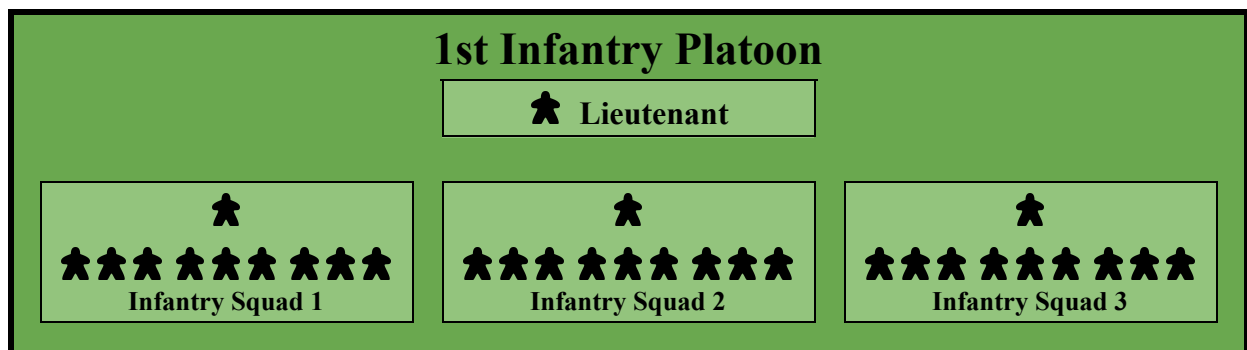 1st Infantry Platoon
Lieutenant
Infantry Squad 1
Infantry Squad 2
Infantry Squad 3